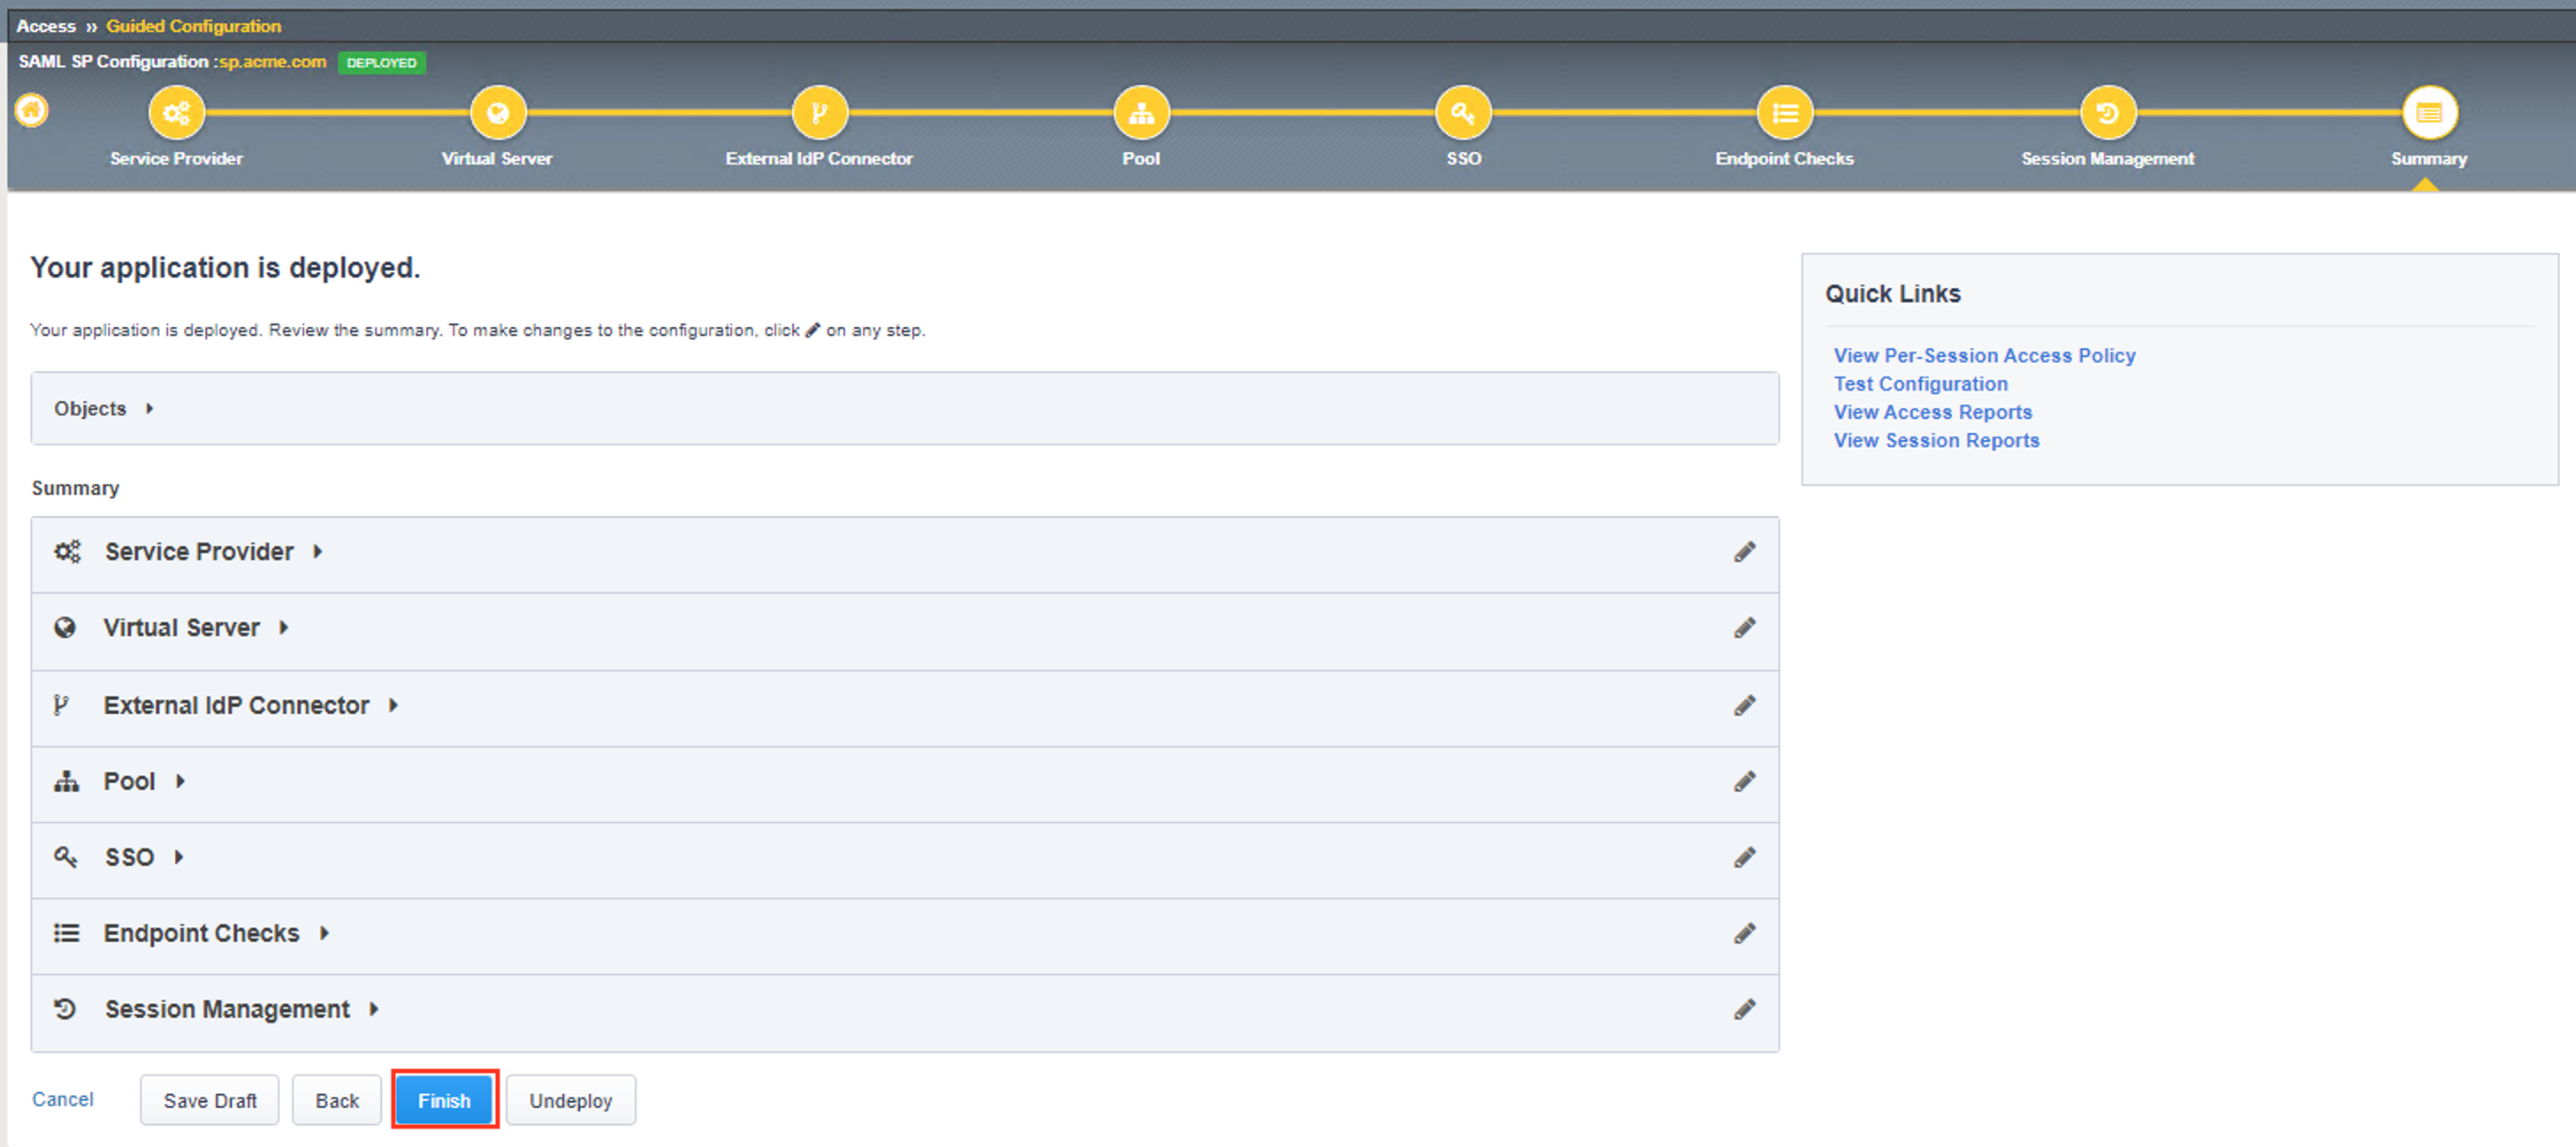 Access » Guided Configuration
SAML SP Configuration :sp.acme.com DEPLOYED
Service Provider Virtual Server External IdP Connector Pool SSO Endpoint Checks Session Management Summary
Your application is deployed.
Your application is deployed. Review the summary. To make changes to the configuration, click on any step.
Objects
Summary
Service Provider
Virtual Server
External IdP Connector
Pool
SSO
Endpoint Checks
Session Management
Cancel Save Draft Back Finish Undeploy
Quick Links
View Per-Session Access Policy
Test Configuration
View Access Reports
View Session Reports